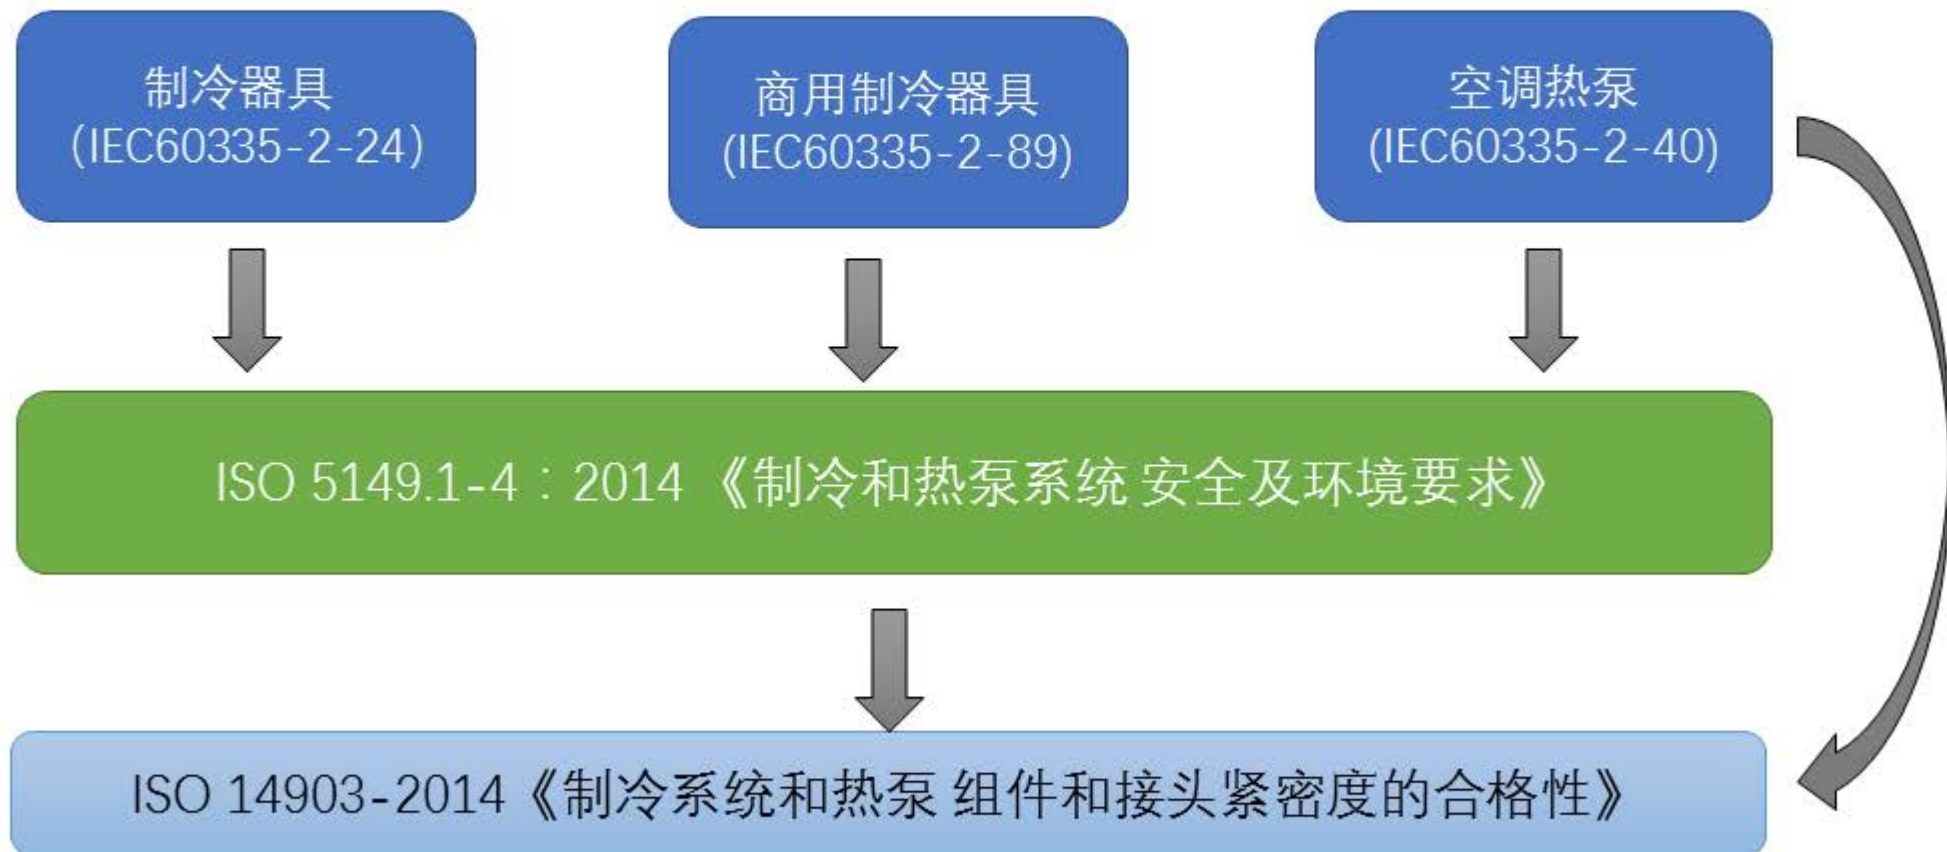 制冷器具
（IEC60335-2-24）
商用制冷器具
(IEC60335-2-89)
空调热泵
(IEC60335-2-40)
ISO 5149.1-4：2014 《制冷和热泵系统 安全及环境要求》
ISO 14903-2014《制冷系统和热泵 组件和接头紧密度的合格性》